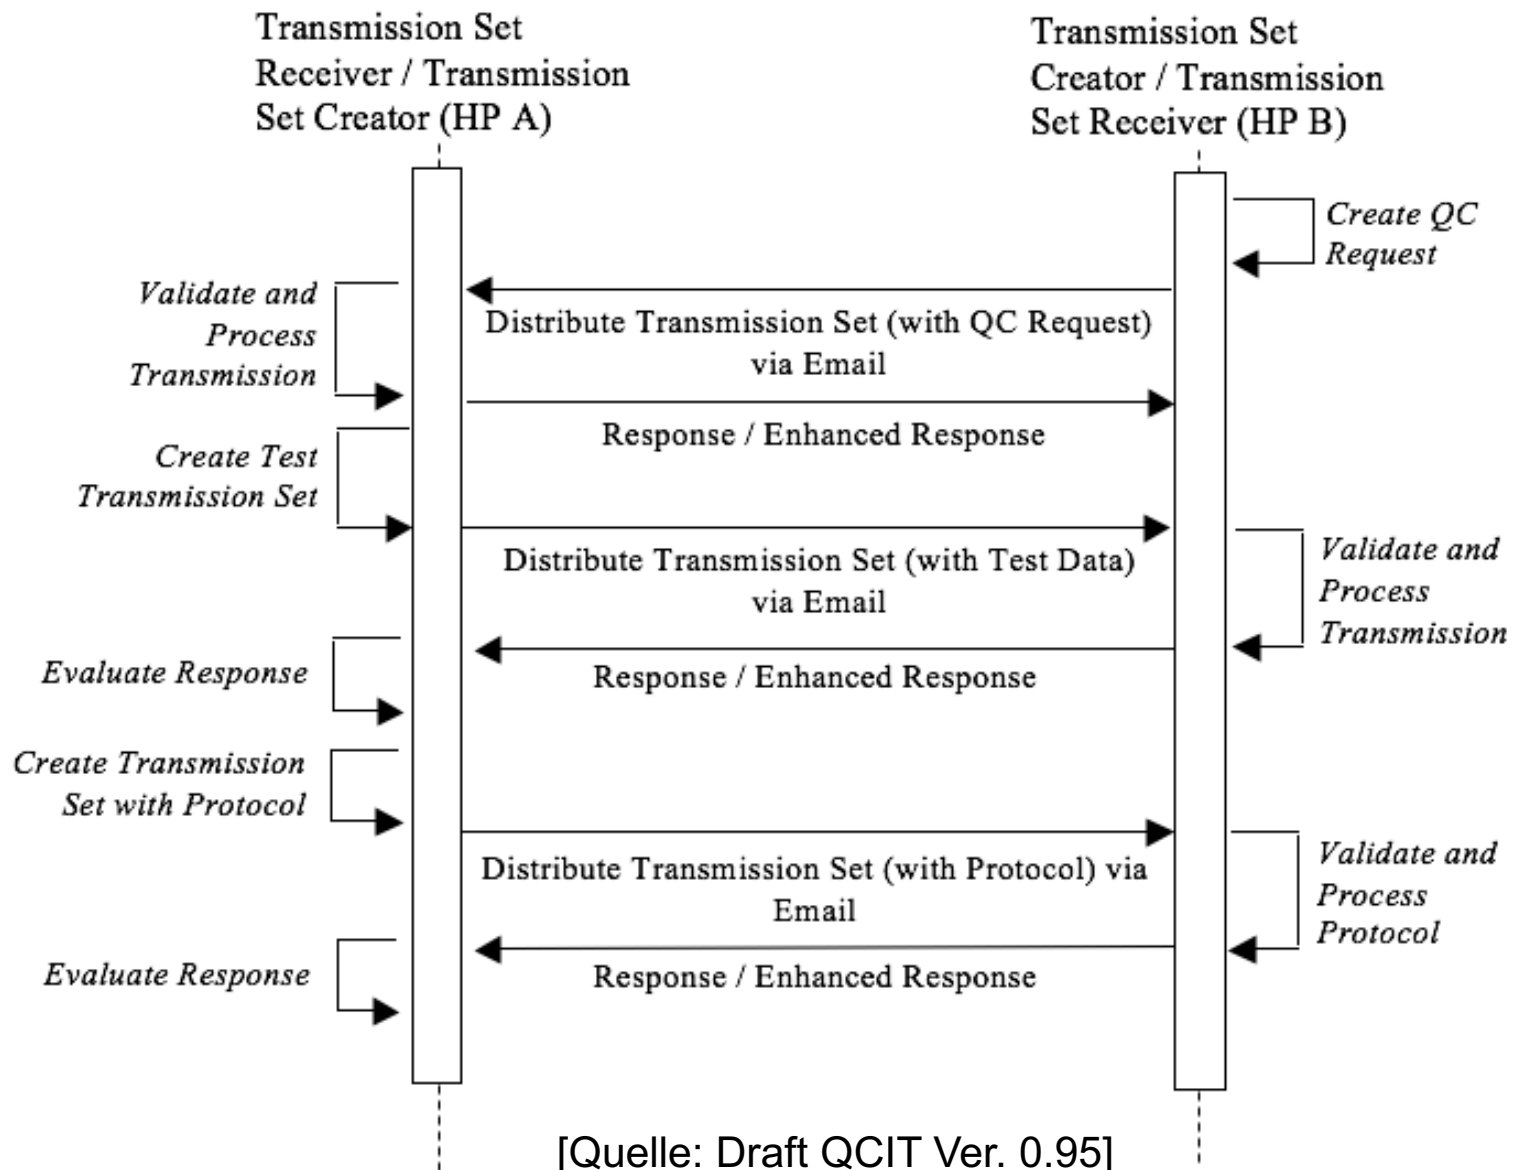 Transmission Set
Receiver / Transmission
Set Creator (HP A)
Transmission Set
Creator / Transmission
Set Receiver (HP B)
Create QC
Request
Distribute Transmission Set (with QC Request)
via Email
Validate and
Process
Transmission
Response / Enhanced Response
Create Test
Transmission Set
Distribute Transmission Set (with Test Data)
via Email
Validate and
Process
Transmission
Response / Enhanced Response
Evaluate Response
Create Transmission
Set with Protocol
Distribute Transmission Set (with Protocol) via
Email
Validate and
Process
Protocol
Response / Enhanced Response
Evaluate Response
[Quelle: Draft QCIT Ver. 0.95]